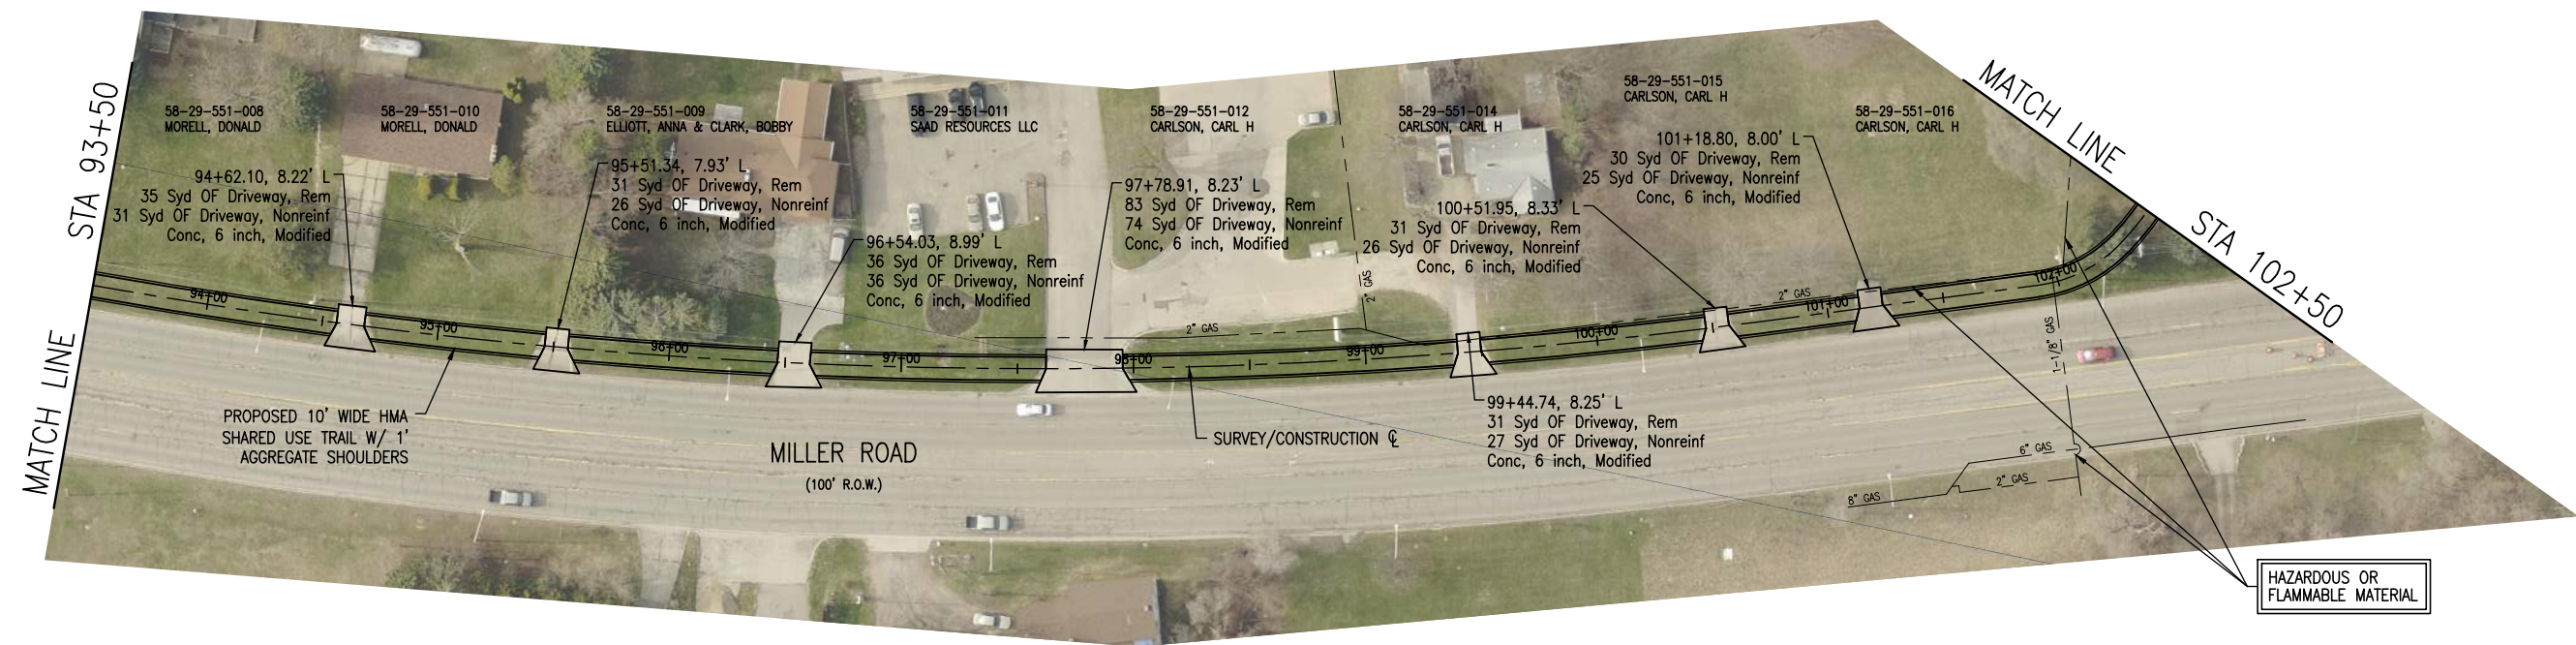 MATCH LINE
STA 93+50
58-29-551-008
MORELL, DONALD
58-29-551-010
MORELL, DONALD
58-29-551-009
ELLIOTT, ANNA & CLARK, BOBBY
58-29-551-011
SAAD RESOURCES LLC
58-29-551-012
CARLSON, CARL H
58-29-551-014
CARLSON, CARL H
58-29-551-015
CARLSON, CARL H
58-29-551-016
CARLSON, CARL H
MATCH LINE
STA 102+50
94+62.10, 8.22' L
35 Syd OF Driveway, Rem
31 Syd OF Driveway, Nonreinf
Conc, 6 inch, Modified
95+51.34, 7.93' L
31 Syd OF Driveway, Rem
26 Syd OF Driveway, Nonreinf
Conc, 6 inch, Modified
96+54.03, 8.99' L
36 Syd OF Driveway, Rem
36 Syd OF Driveway, Nonreinf
Conc, 6 inch, Modified
97+78.91, 8.23' L
83 Syd OF Driveway, Rem
74 Syd OF Driveway, Nonreinf
Conc, 6 inch, Modified
100+51.95, 8.33' L
31 Syd OF Driveway, Rem
26 Syd OF Driveway, Nonreinf
Conc, 6 inch, Modified
101+18.80, 8.00' L
30 Syd OF Driveway, Rem
25 Syd OF Driveway, Nonreinf
Conc, 6 inch, Modified
94+00
95+00
96+00
97+00
98+00
99+00
100+00
101+00
102+00
2" GAS
2" GAS
2" GAS
1-1/8" GAS
99+44.74, 8.25' L
31 Syd OF Driveway, Rem
27 Syd OF Driveway, Nonreinf
Conc, 6 inch, Modified
PROPOSED 10' WIDE HMA
SHARED USE TRAIL W/ 1'
AGGREGATE SHOULDERS
MILLER ROAD
(100' R.O.W.)
SURVEY/CONSTRUCTION ℄
6" GAS
2" GAS
8" GAS
HAZARDOUS OR
FLAMMABLE MATERIAL